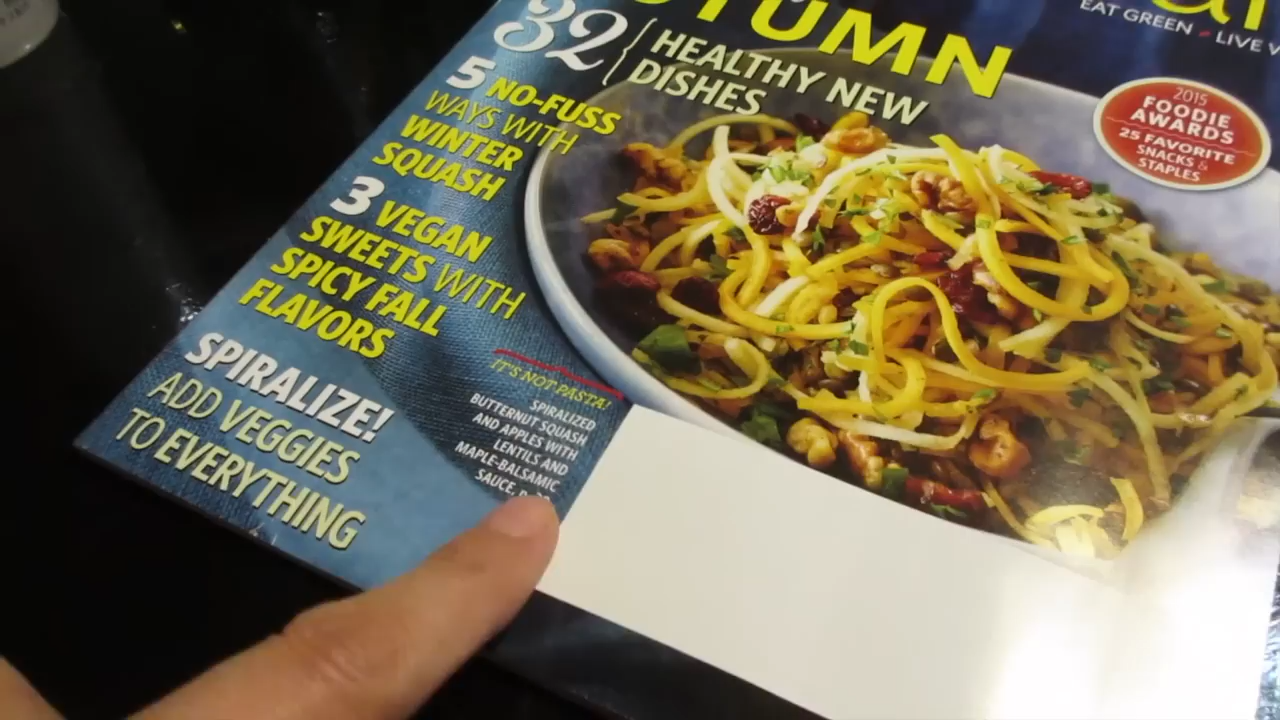 EAT GREEN • LIVE
32 { HEALTHY NEW
DISHES
5 NO-FUSS
WAYS WITH
WINTER
SQUASH
3 VEGAN
SWEETS WITH
SPICY FALL
FLAVORS
SPIRALIZE!
ADD VEGGIES
TO EVERYTHING
IT'S NOT PASTA!
SPIRALIZED
BUTTERNUT SQUASH
AND APPLES WITH
LENTILS AND
MAPLE-BALSAMIC
SAUCE,
2015
FOODIE
AWARDS
25 FAVORITE
SNACKS &
STAPLES